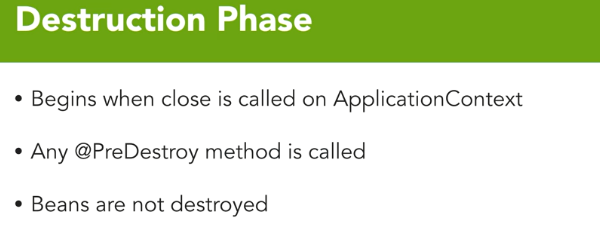 Destruction Phase
• Begins when close is called on ApplicationContext
• Any @PreDestroy method is called
• Beans are not destroyed